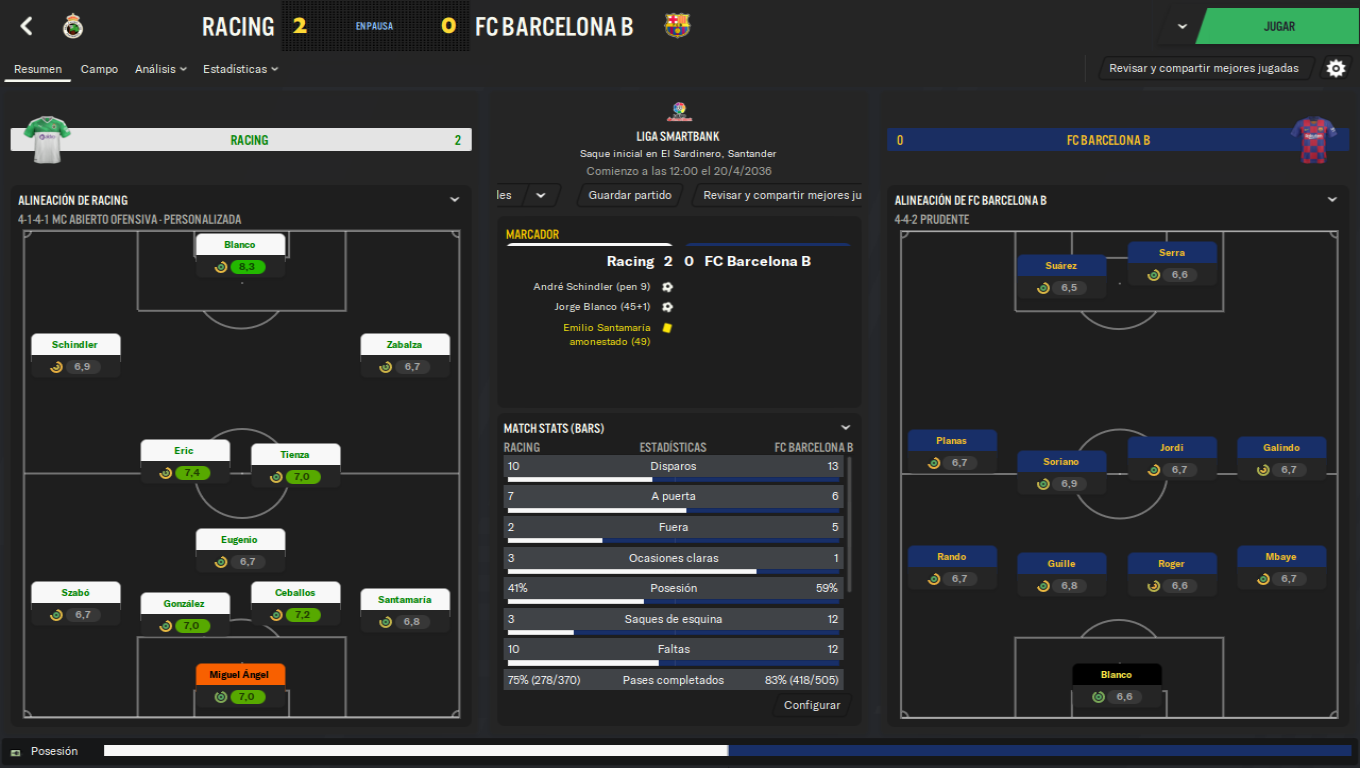 RACING 2 EN PAUSA 0 FC BARCELONA B
JUGAR
Resumen Campo Análisis Estadísticas
Revisar y compartir mejores jugadas
RACING 2
LIGA SMARTBANK
Saque inicial en El Sardinero, Santander
Comienzo a las 12:00 el 20/4/2036
les Guardar partido Revisar y compartir mejores ju
0 FC BARCELONA B
ALINEACIÓN DE RACING
4-1-4-1 MC ABIERTO OFENSIVA - PERSONALIZADA
Blanco
8,3
Schindler
6,9
Zabalza
6,7
Eric
7,4
Tienza
7,0
Eugenio
6,7
Szabó
6,7
González
7,0
Ceballos
7,2
Santamaría
6,8
Miguel Ángel
7,0
MARCADOR
Racing 2 0 FC Barcelona B
André Schindler (pen 9)
Jorge Blanco (45+1)
Emilio Santamaría
amonestado (49)
MATCH STATS (BARS)
RACING ESTADÍSTICAS FC BARCELONA B
10 Disparos 13
7 A puerta 6
2 Fuera 5
3 Ocasiones claras 1
41% Posesión 59%
3 Saques de esquina 12
10 Faltas 12
75% (278/370) Pases completados 83% (418/505)
Configurar
ALINEACIÓN DE FC BARCELONA B
4-4-2 PRUDENTE
Suárez
6,5
Serra
6,6
Planas
6,7
Soriano
6,9
Jordi
6,7
Galindo
6,7
Rando
6,7
Guille
6,8
Roger
6,6
Mbaye
6,7
Blanco
6,6
Posesión